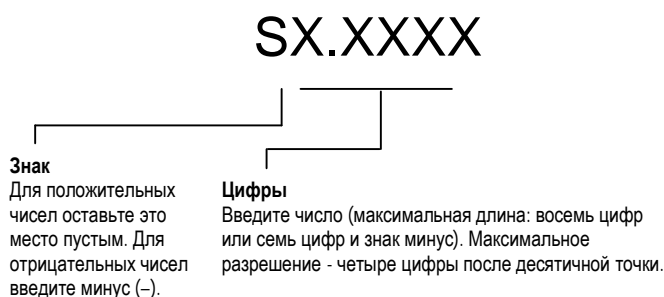 SX.XXXX
Знак
Для положительных
чисел оставьте это
место пустым. Для
отрицательных чисел
введите минус (–).
Цифры
Введите число (максимальная длина: восемь цифр
или семь цифр и знак минус). Максимальное
разрешение - четыре цифры после десятичной точки.